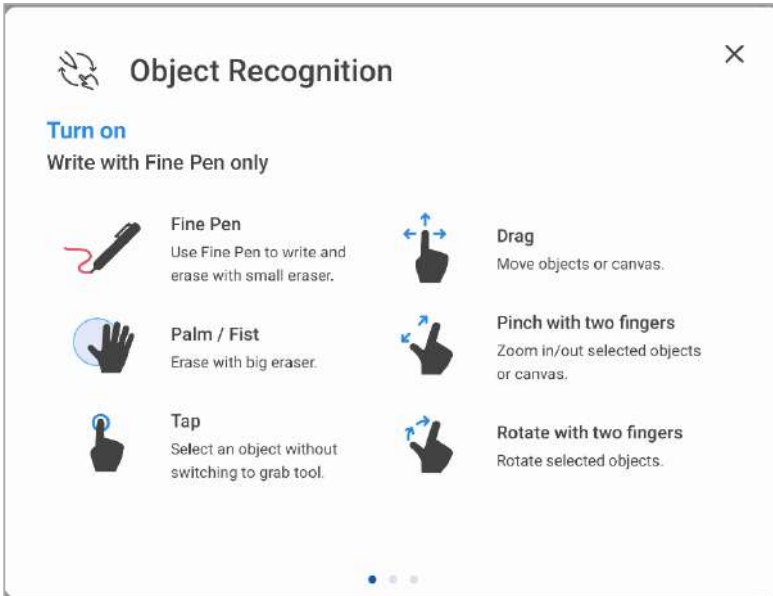 Object Recognition
Turn on
Write with Fine Pen only
Fine Pen
Use Fine Pen to write and
erase with small eraser.
Palm / Fist
Erase with big eraser.
Tap
Select an object without
switching to grab tool.
Drag
Move objects or canvas.
Pinch with two fingers
Zoom in/out selected objects
or canvas.
Rotate with two fingers
Rotate selected objects.